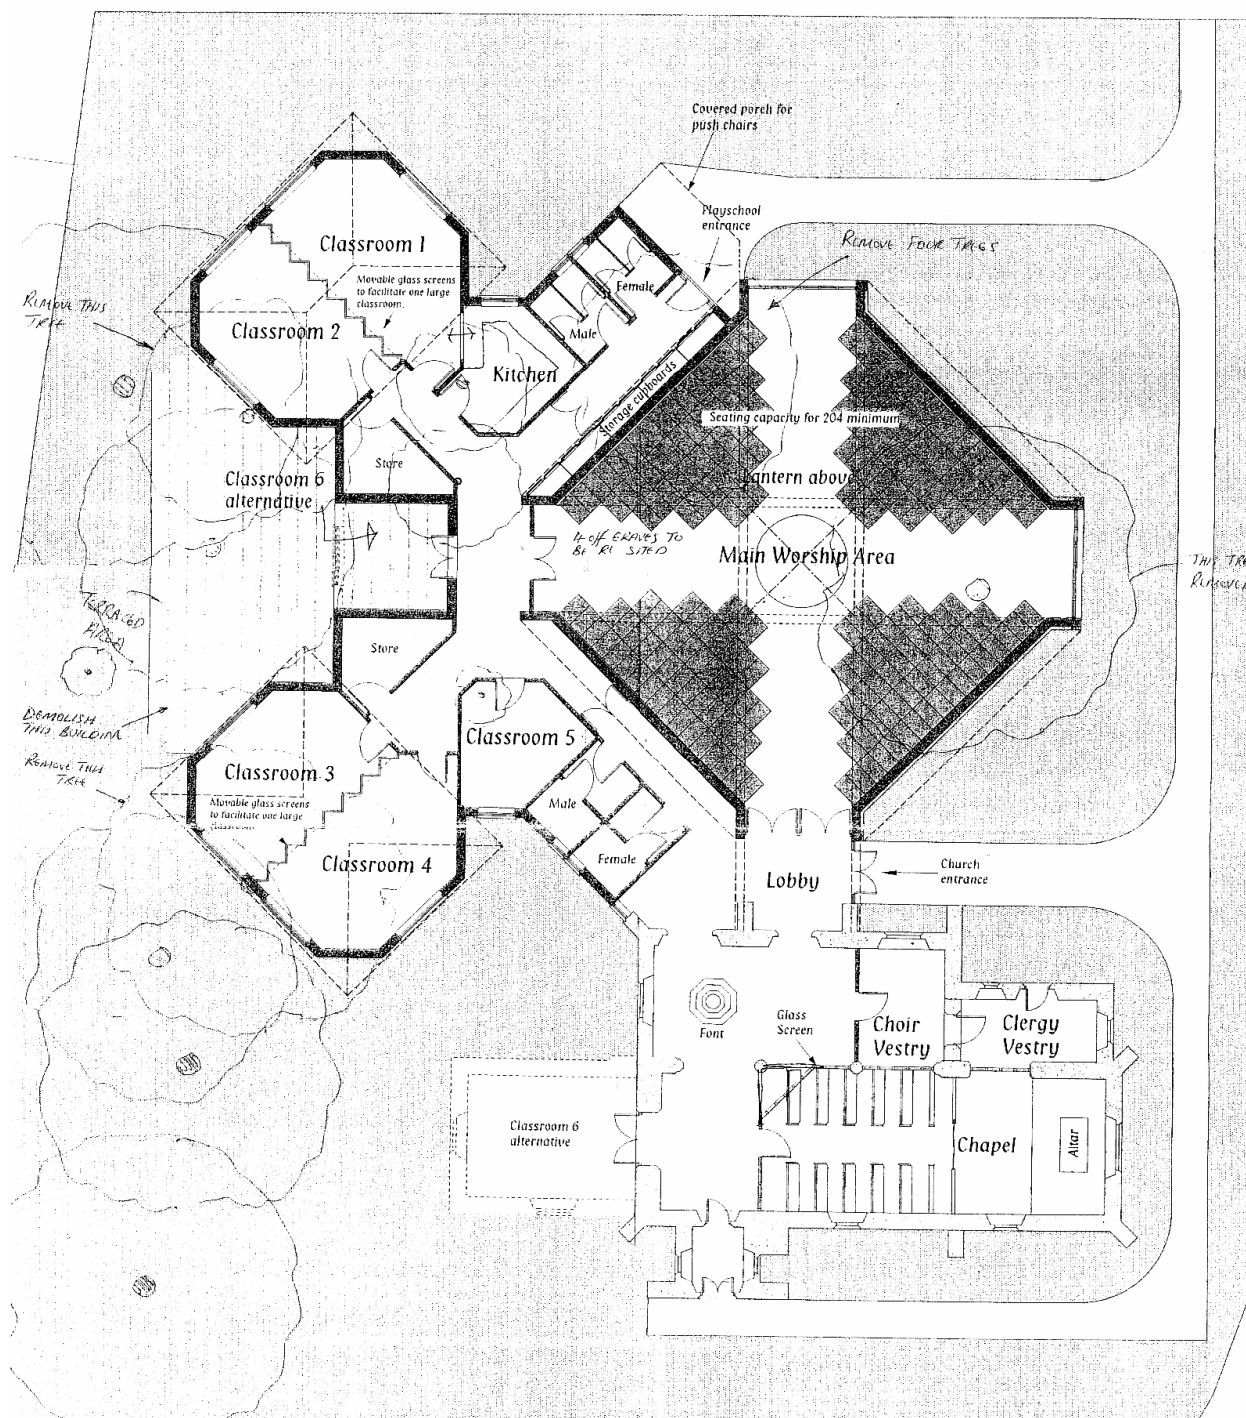 Covered porch for
push chairs
Playschool
entrance
REMOVE FOUR TREES
Classroom 1
Movable glass screens
to facilitate one large
classroom.
Classroom 2
REMOVE THIS
TREE
Female
Male
Kitchen
Storage cupboards
Seating capacity for 204 minimum
Lantern above
Store
Classroom 6
alternative
4 OFF GRAVES TO
BE RE SITED
Main Worship Area
THIS TRE
REMOVE
TERRACED
AREA
Store
DEMOLISH
THIS BUILDING
REMOVE THIS
TREE
Classroom 5
Classroom 3
Movable glass screens
to facilitate one large
classroom
Male
Female
Classroom 4
Lobby
Church
entrance
Font
Glass
Screen
Choir
Vestry
Clergy
Vestry
Classroom 6
alternative
Chapel
Altar